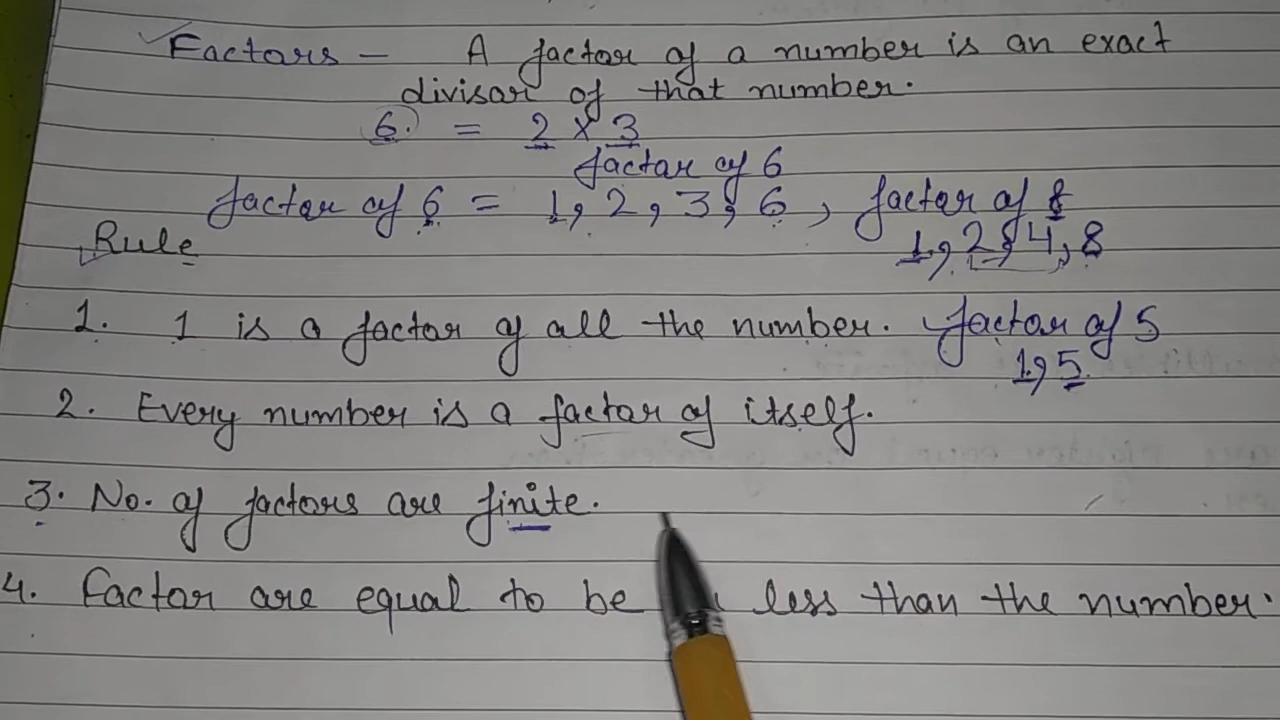 Factors - A factor of a number is an exact
divisor of that number.
6. = 2 × 3
factor of 6
factor of 6 = 1, 2, 3, 6, factor of 8
1, 2, 4, 8
Rule
1. 1 is a factor of all the number. factor of 5
1, 5
2. Every number is a factor of itself.
3. No. of factors are finite.
4. Factor are equal to be less than the number.